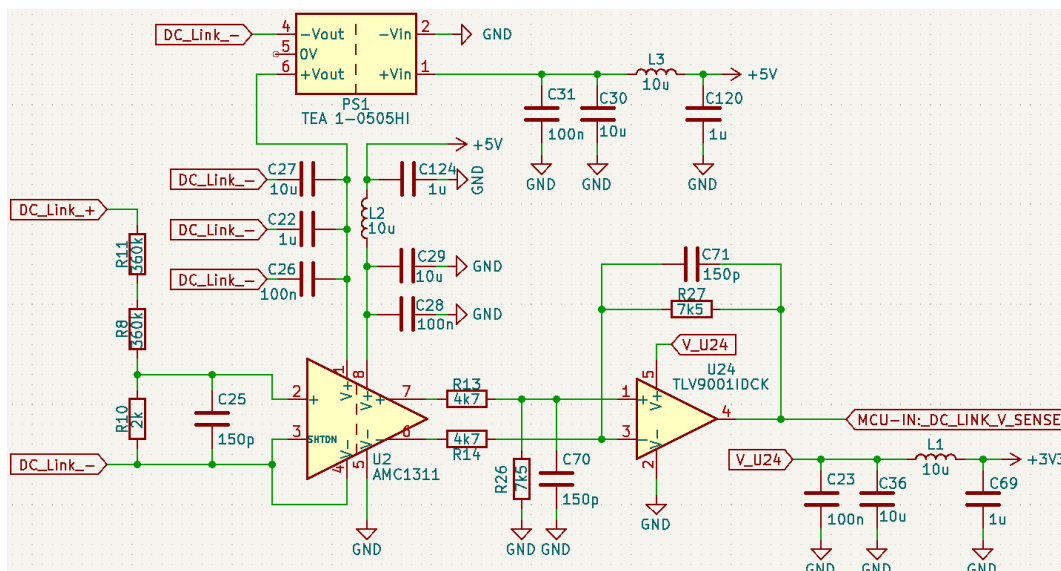 DC_Link_-
4
-Vout
-Vin
2
GND
5
0V
6
+Vout
+Vin
1
PS1
TEA 1-0505HI
L3
10u
+5V
C31
100n
C30
10u
C120
1u
GND
GND
GND
+5V
DC_Link_-
C27
10u
C124
1u
GND
DC_Link_+
DC_Link_-
C22
1u
L2
10u
R11
360k
DC_Link_-
C26
100n
C29
10u
GND
C28
100n
GND
C71
150p
R27
7k5
R8
360k
V_U24
U24
TLV9001IDCK
1
8
V+
V+
2
+
7
R13
4k7
1
5
V+
R10
2k
C25
150p
3
SHTDN
6
4k7
R14
3
V-
4
MCU-IN:_DC_LINK_V_SENSE
DC_Link_-
4
V-
5
V-
U2
AMC1311
R26
7k5
C70
150p
2
V_U24
L1
10u
+3V3
C23
100n
C36
10u
C69
1u
GND
GND
GND
GND
GND
GND
GND